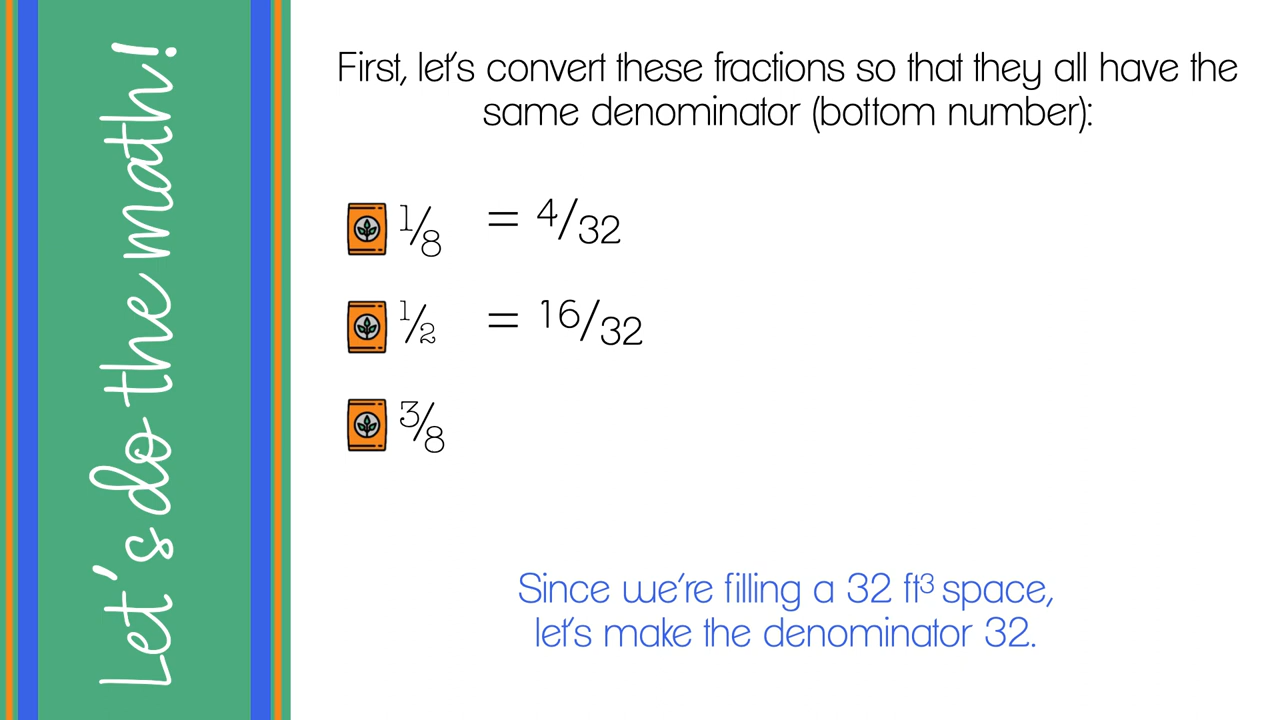 Let's do the math!
First, let's convert these fractions so that they all have the
same denominator (bottom number):
1/8 = 4/32
1/2 = 16/32
3/8
Since we're filling a 32 ft³ space,
let's make the denominator 32.